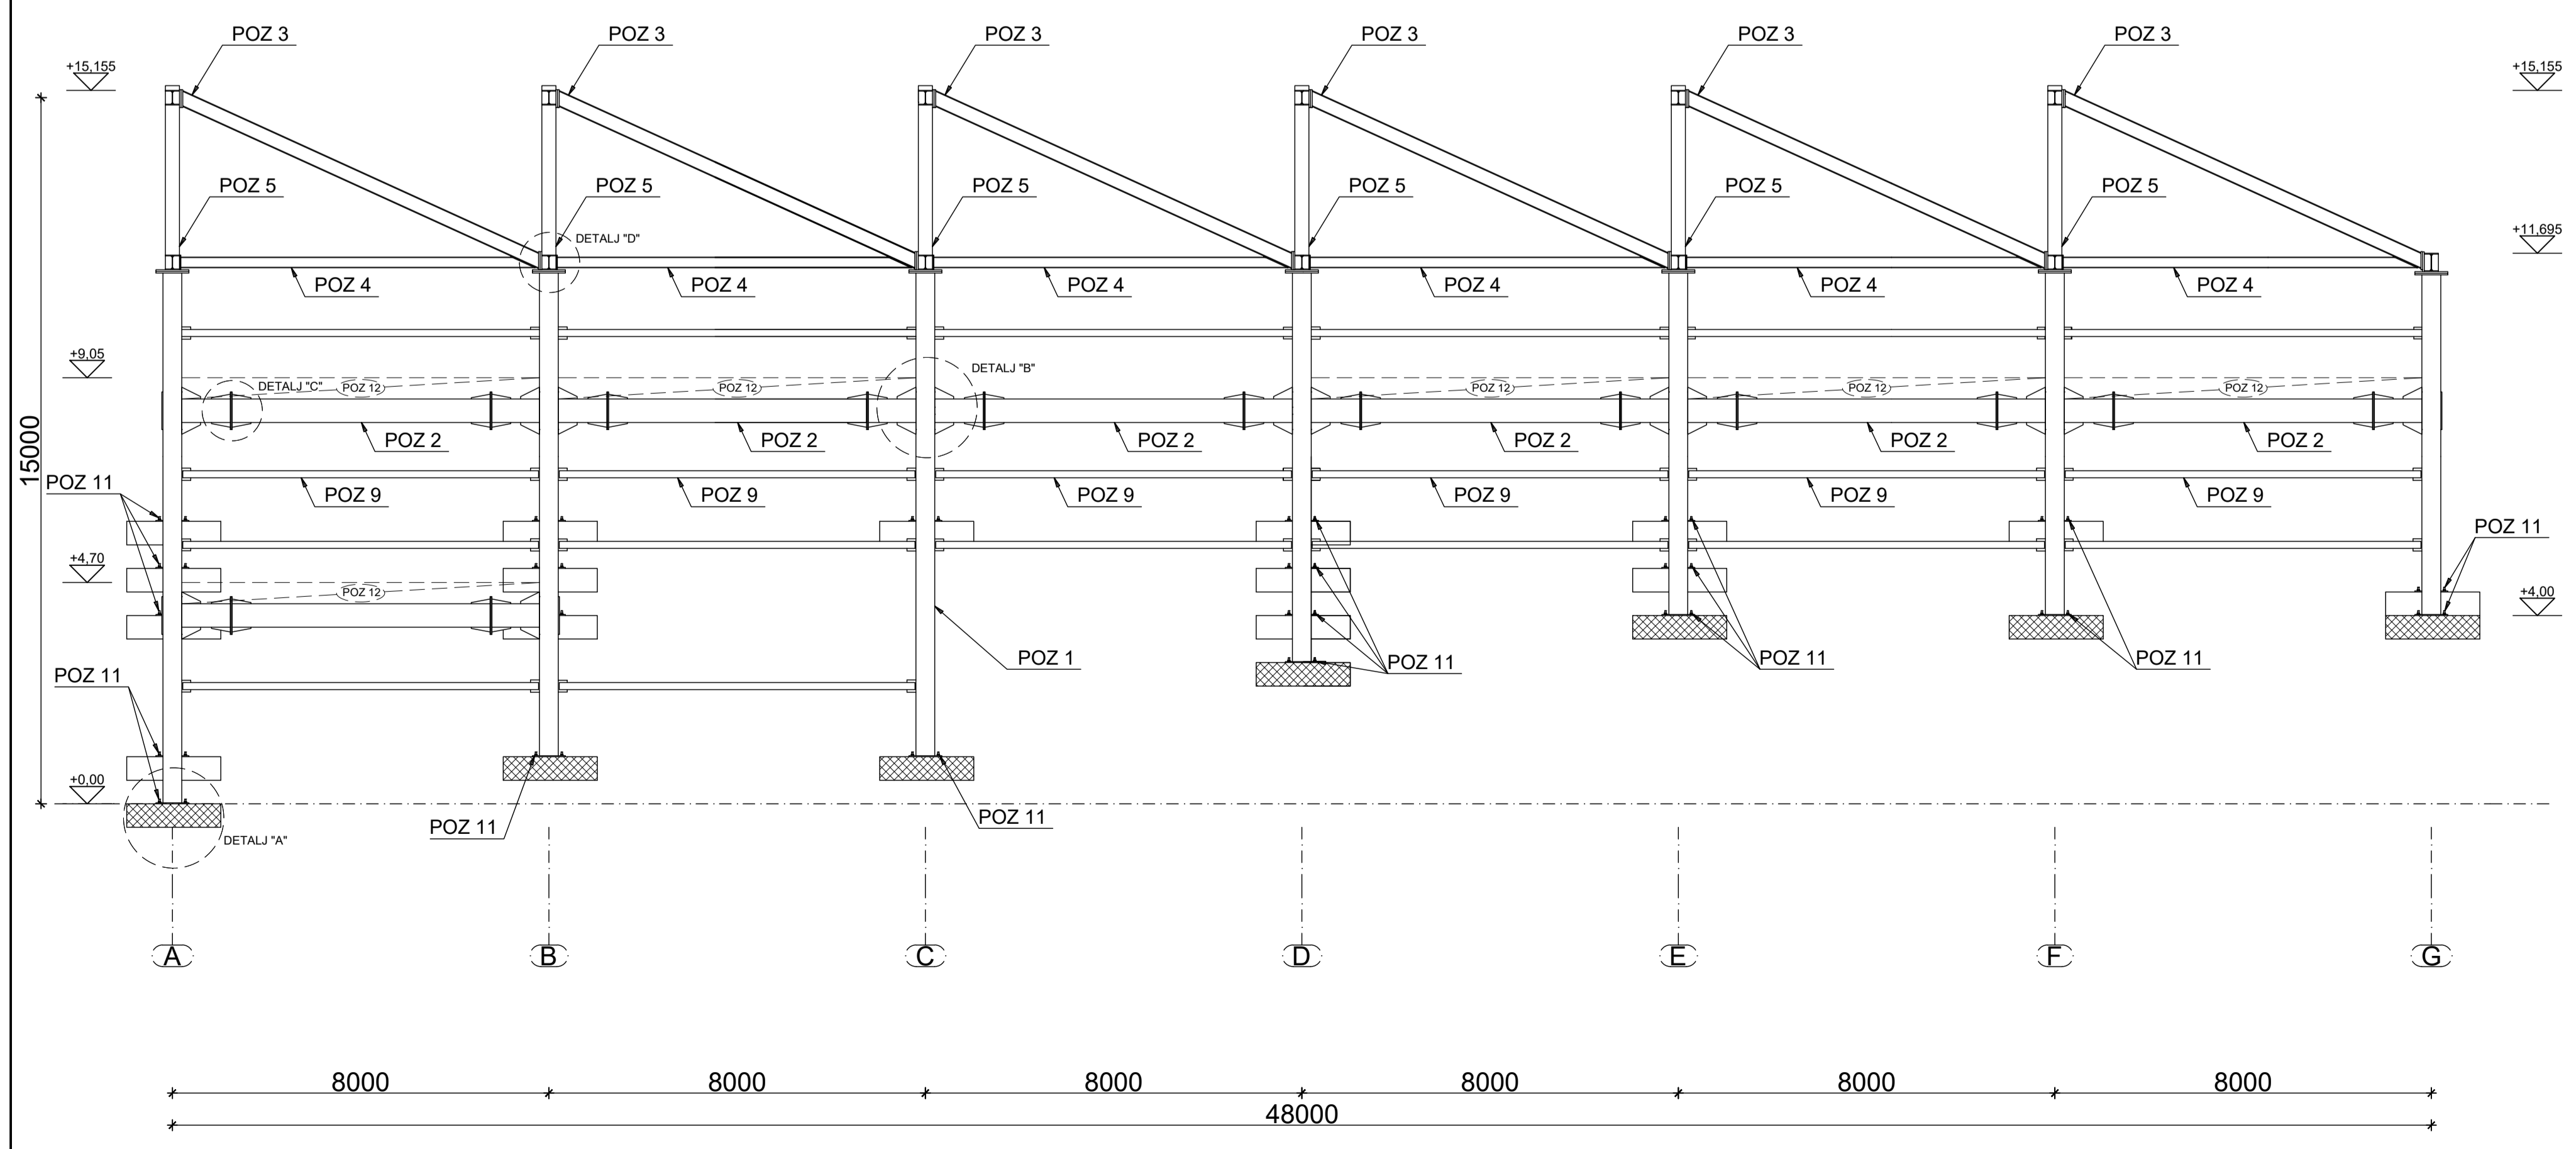 POZ 3 POZ 3 POZ 3 POZ 3 POZ 3 POZ 3
+15,155 +15,155
POZ 5 POZ 5 POZ 5 POZ 5 POZ 5 POZ 5
DETALJ "D"
+11,695
POZ 4 POZ 4 POZ 4 POZ 4 POZ 4 POZ 4
+9,05
DETALJ "B"
DETALJ "C" POZ 12 POZ 12 POZ 12 POZ 12 POZ 12
POZ 2 POZ 2 POZ 2 POZ 2 POZ 2 POZ 2
15000
POZ 11
POZ 9 POZ 9 POZ 9 POZ 9 POZ 9 POZ 9
POZ 11
+4,70
POZ 12
+4,00
POZ 1 POZ 11 POZ 11 POZ 11
POZ 11
+0,00
POZ 11 POZ 11
DETALJ "A"
A B C D E F G
8000 8000 8000 8000 8000 8000
48000